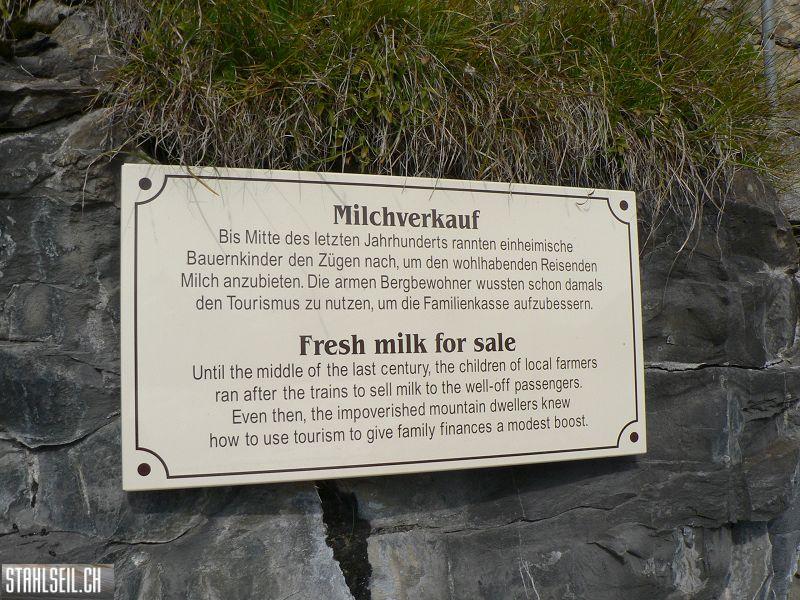 Milchverkauf
Bis Mitte des letzten Jahrhunderts rannten einheimische
Bauernkinder den Zügen nach, um den wohlhabenden Reisenden
Milch anzubieten. Die armen Bergbewohner wussten schon damals
den Tourismus zu nutzen, um die Familienkasse aufzubessern.
Fresh milk for sale
Until the middle of the last century, the children of local farmers
ran after the trains to sell milk to the well-off passengers.
Even then, the impoverished mountain dwellers knew
how to use tourism to give family finances a modest boost.
STAHLSEIL.CH